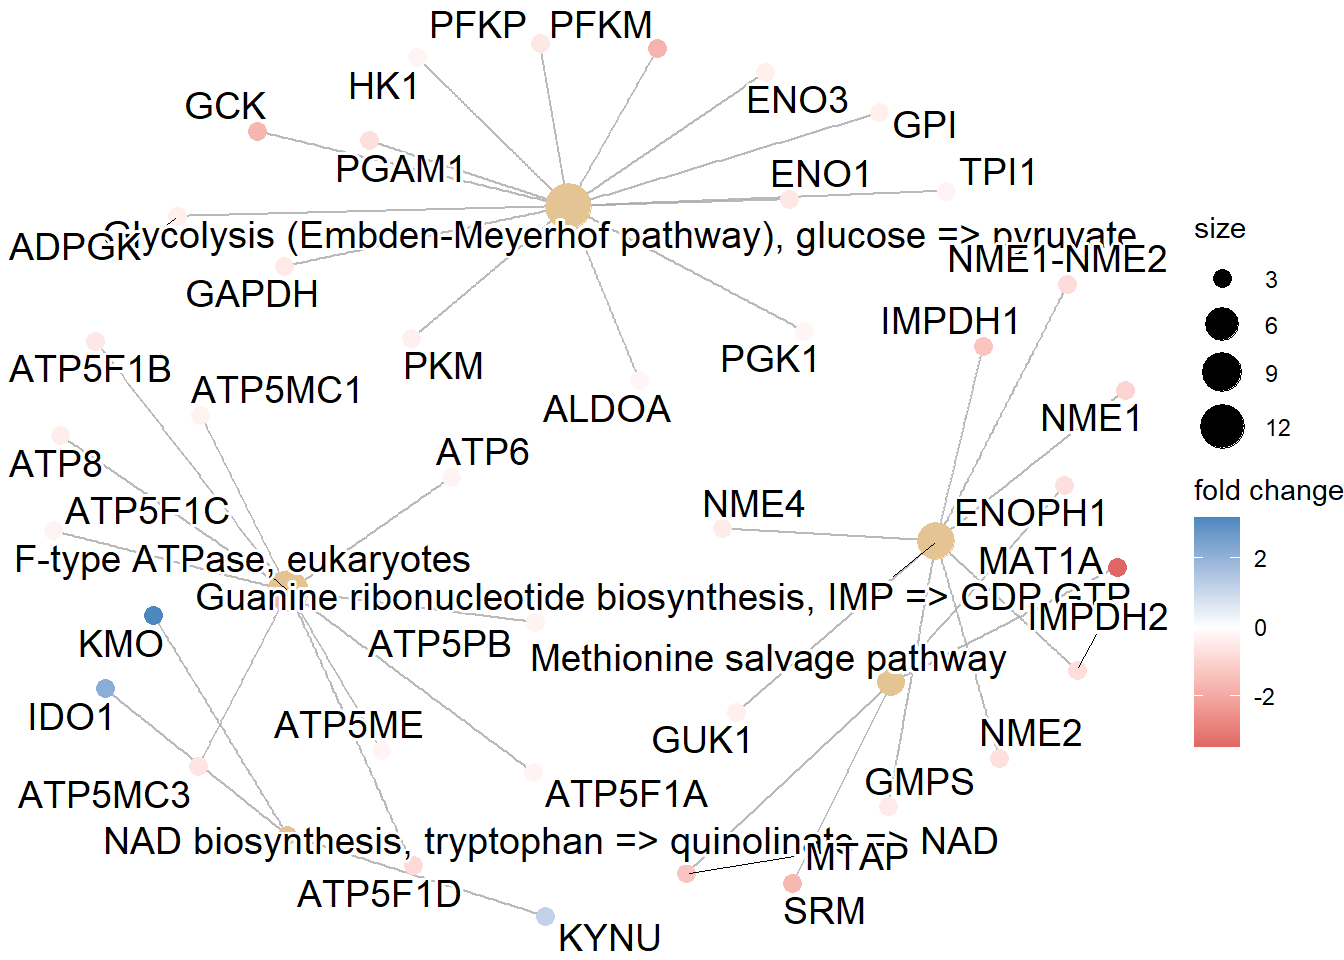 PFKP
PFKM
HK1
GCK
ENO3
GPI
PGAM1
ENO1
TPI1
Glycolysis (Embden-Meyerhof pathway), glucose => pyruvate
ADPGK
NME1-NME2
GAPDH
IMPDH1
PKM
PGK1
ATP5F1B
ATP5MC1
ALDOA
NME1
ATP6
ATP8
NME4
ATP5F1C
ENOPH1
F-type ATPase, eukaryotes
MAT1A
Guanine ribonucleotide biosynthesis, IMP => GDP,GTP
IMPDH2
KMO
ATP5PB
Methionine salvage pathway
IDO1
ATP5ME
GUK1
NME2
GMPS
ATP5MC3
ATP5F1A
NAD biosynthesis, tryptophan => quinolinate => NAD
MTAP
ATP5F1D
SRM
KYNU
size
3
6
9
12
fold change
2
0
-2